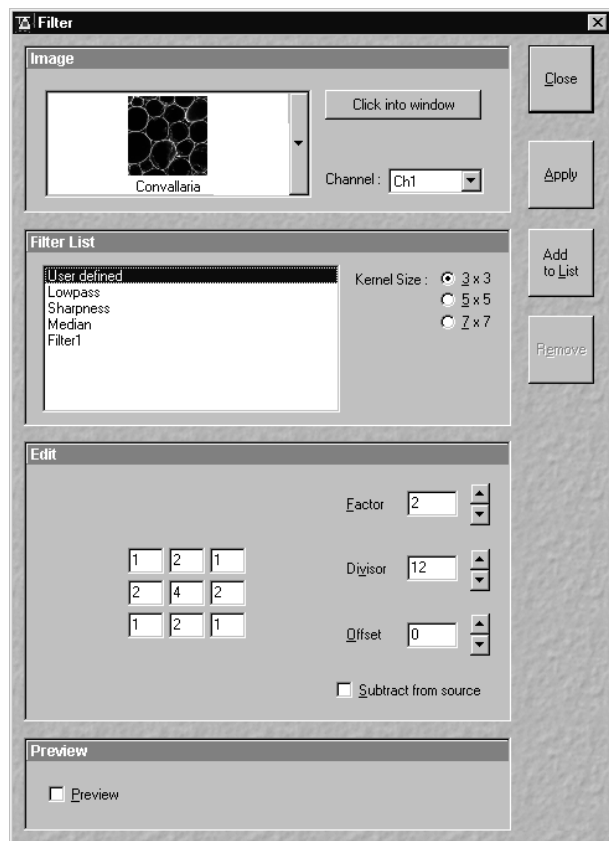 Filter
Image
Close
Click into window
Convallaria
Channel : Ch1
Apply
Filter List
Add
to List
User defined
Lowpass
Sharpness
Median
Filter1
Kernel Size : 3 x 3
5 x 5
7 x 7
Remove
Edit
Factor 2
1 2 1
Divisor 12
2 4 2
1 2 1
Offset 0
Subtract from source
Preview
Preview